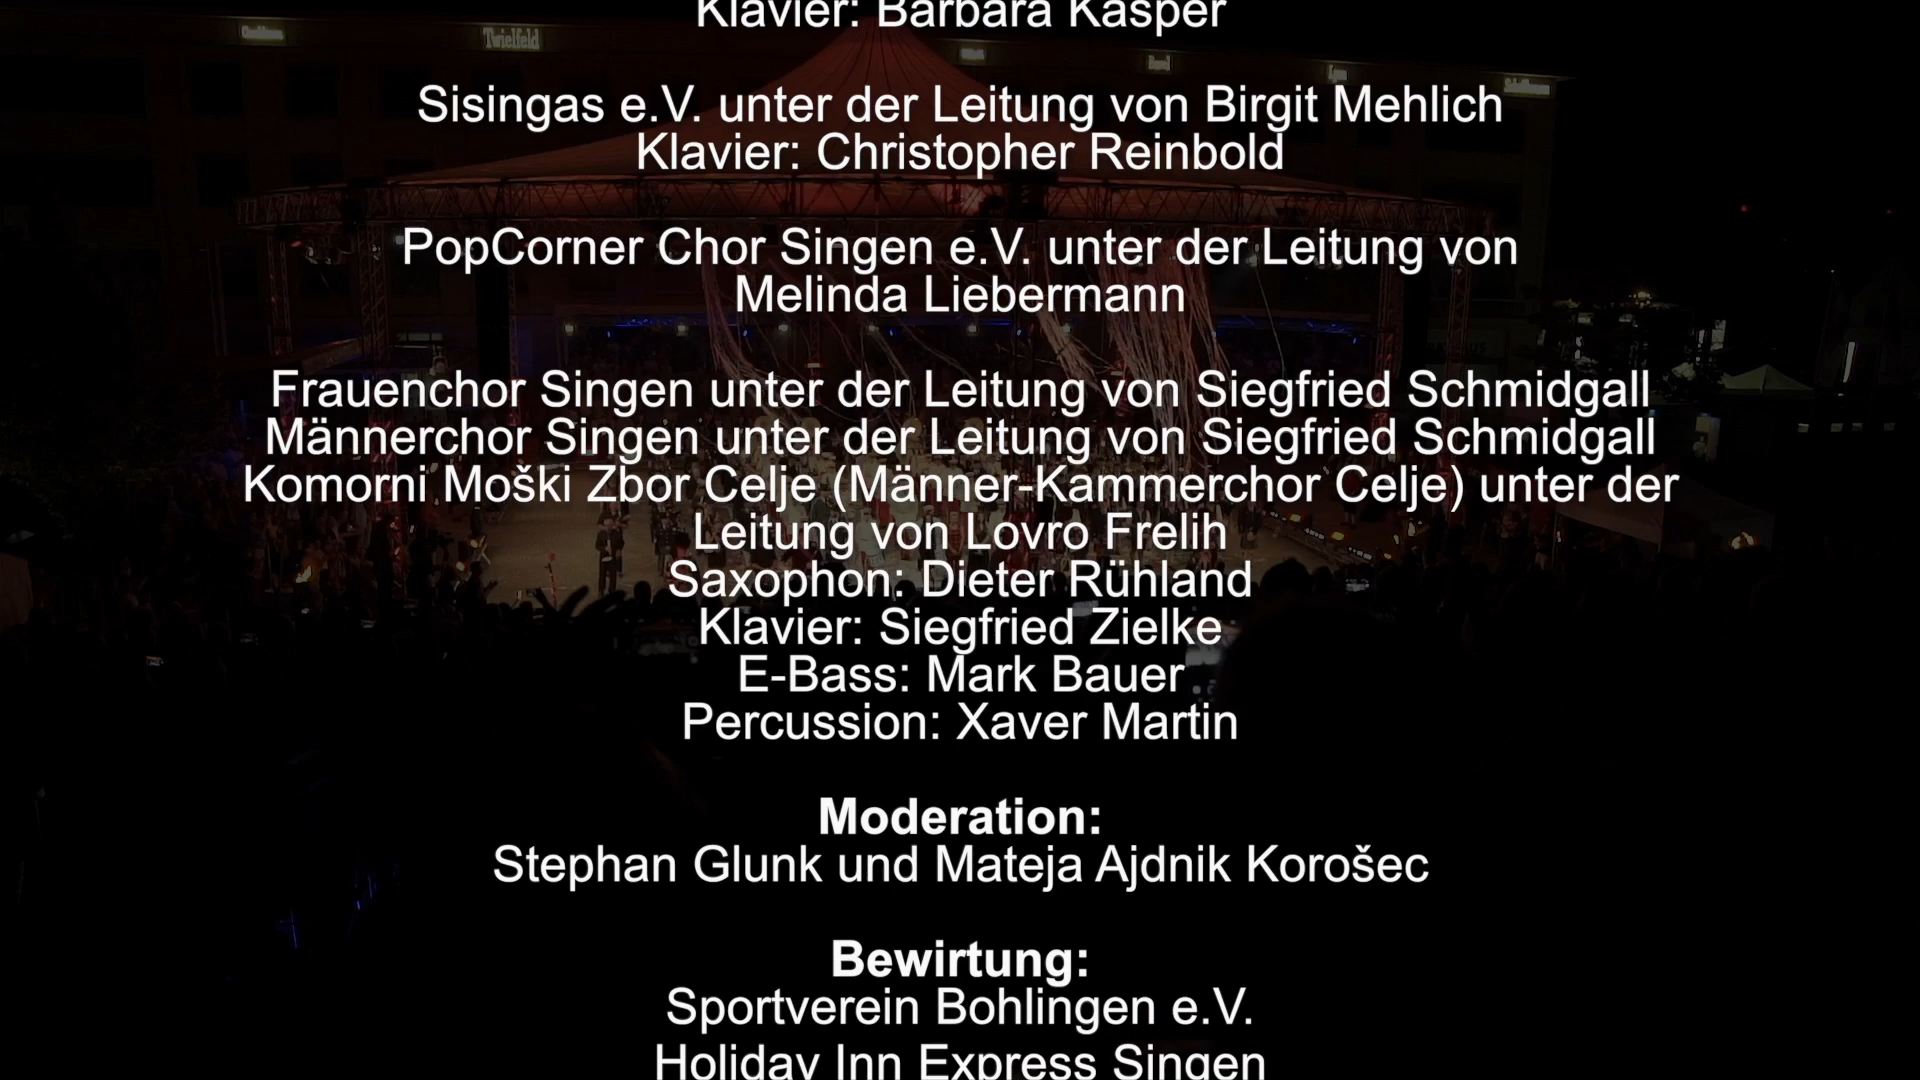 Klavier: Barbara Kasper
Twielfeld
Sisingas e.V. unter der Leitung von Birgit Mehlich
Klavier: Christopher Reinbold
PopCorner Chor Singen e.V. unter der Leitung von
Melinda Liebermann
Frauenchor Singen unter der Leitung von Siegfried Schmidgall
Männerchor Singen unter der Leitung von Siegfried Schmidgall
Komorni Moški Zbor Celje (Männer-Kammerchor Celje) unter der
Leitung von Lovro Frelih
Saxophon: Dieter Rühland
Klavier: Siegfried Zielke
E-Bass: Mark Bauer
Percussion: Xaver Martin
Moderation:
Stephan Glunk und Mateja Ajdnik Korošec
Bewirtung:
Sportverein Bohlingen e.V.
Holiday Inn Express Singen